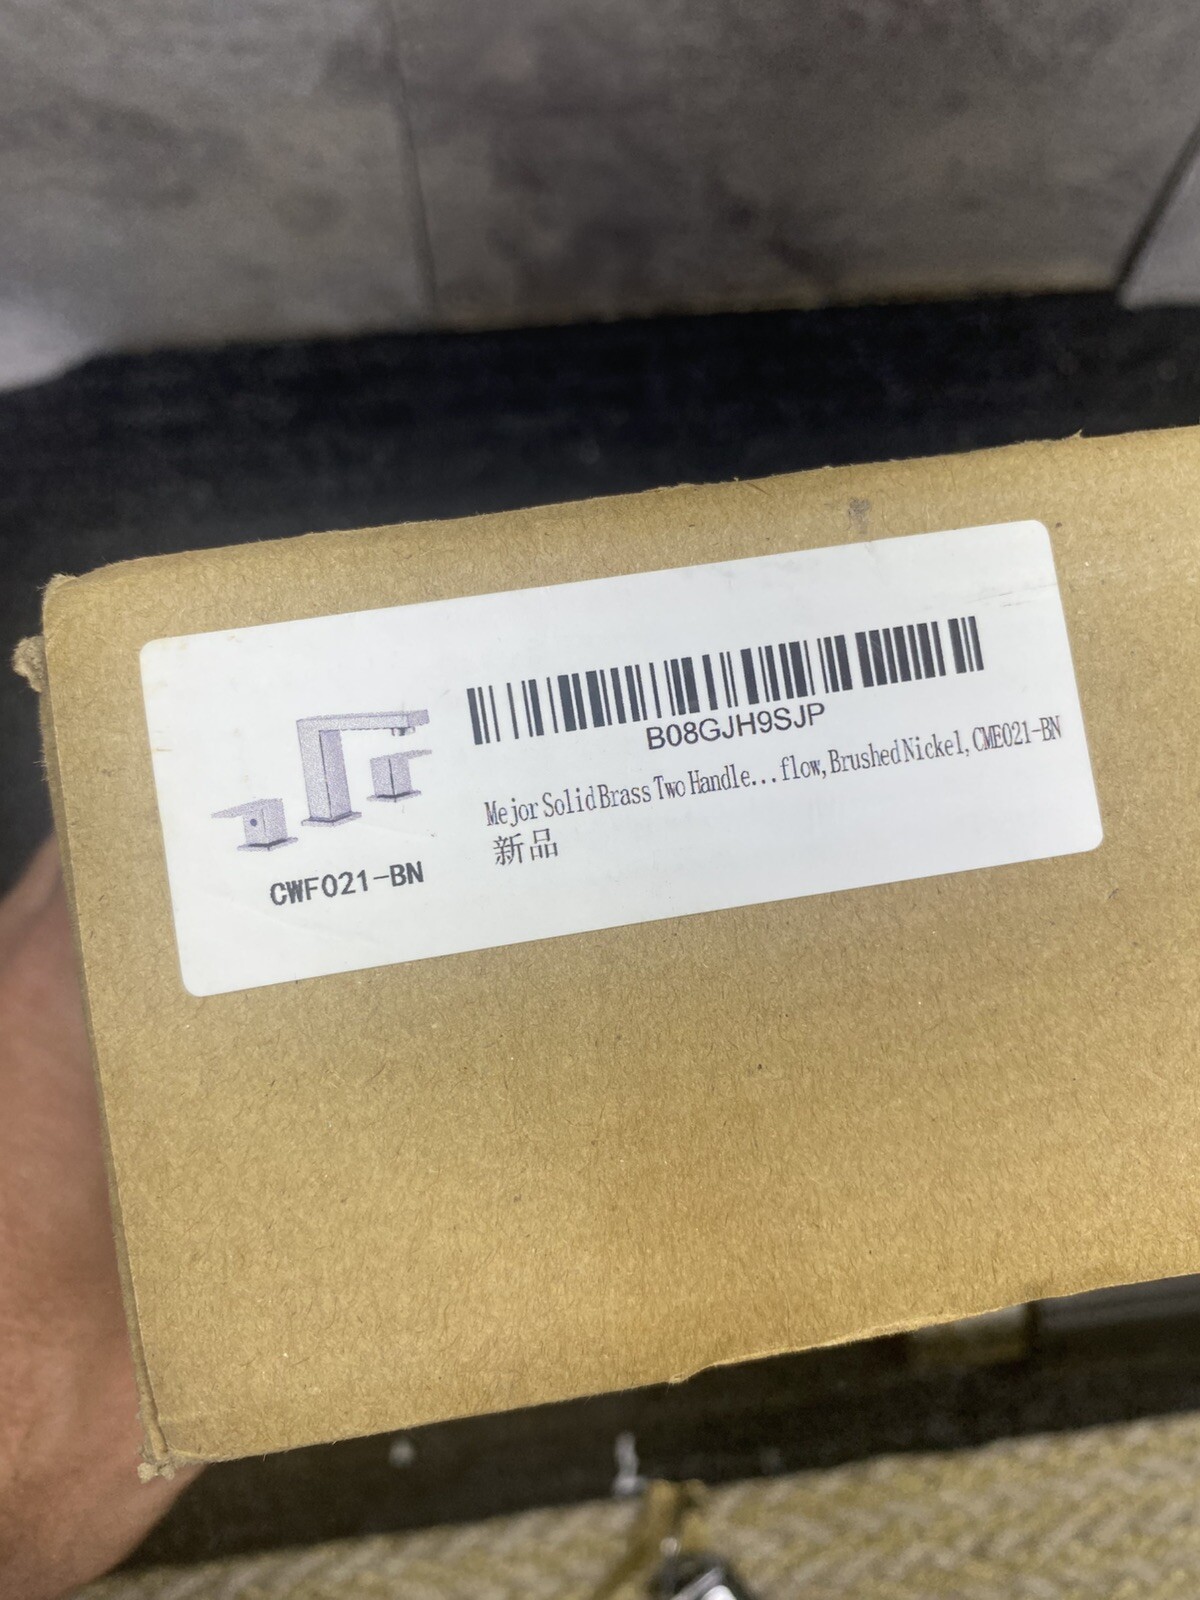 B08GJH9SJP
Mejor Solid Brass Two Handle...flow, Brushed Nickel, CME021-BN
新品
CWF021-BN